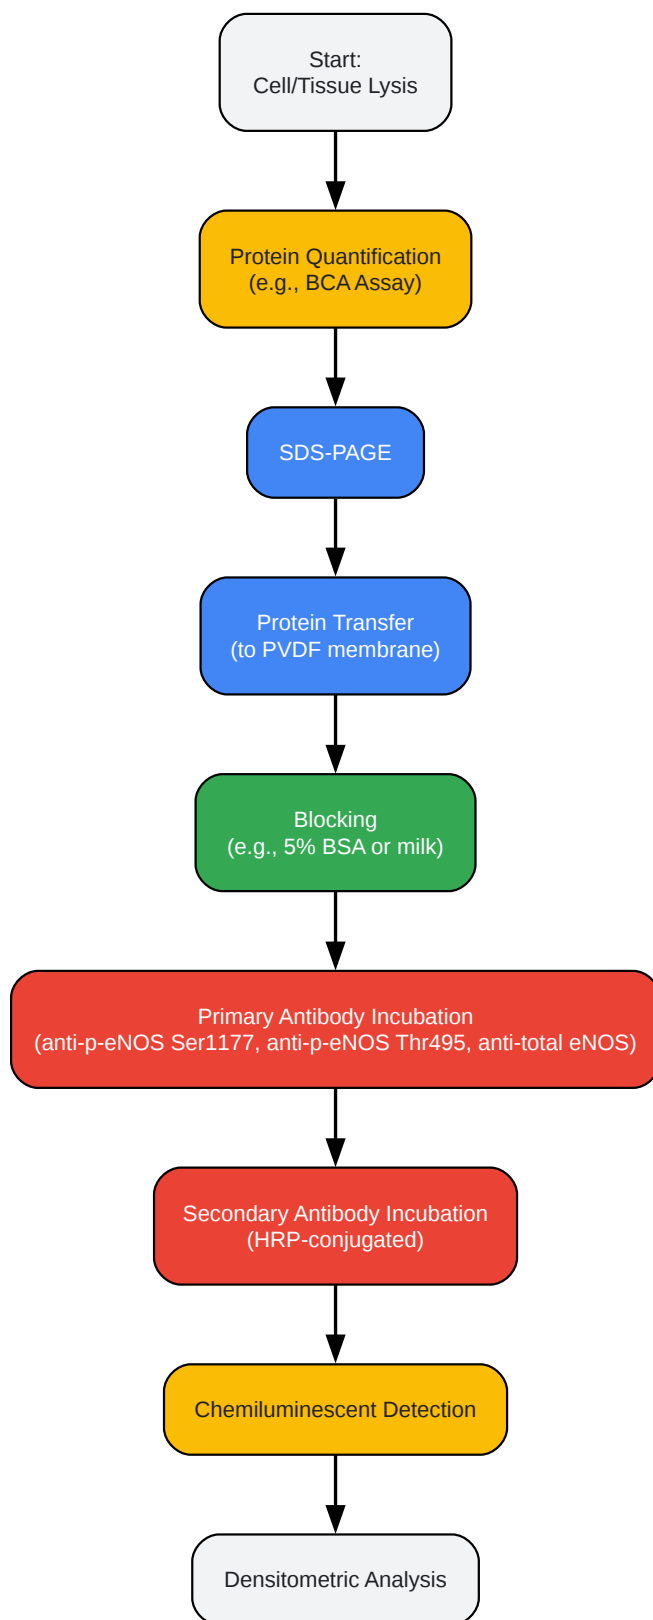 Start:
Cell/Tissue Lysis
Protein Quantification
(e.g., BCA Assay)
SDS-PAGE
Protein Transfer
(to PVDF membrane)
Blocking
(e.g., 5% BSA or milk)
Primary Antibody Incubation
(anti-p-eNOS Ser1177, anti-p-eNOS Thr495, anti-total eNOS)
Secondary Antibody Incubation
(HRP-conjugated)
Chemiluminescent Detection
Densitometric Analysis